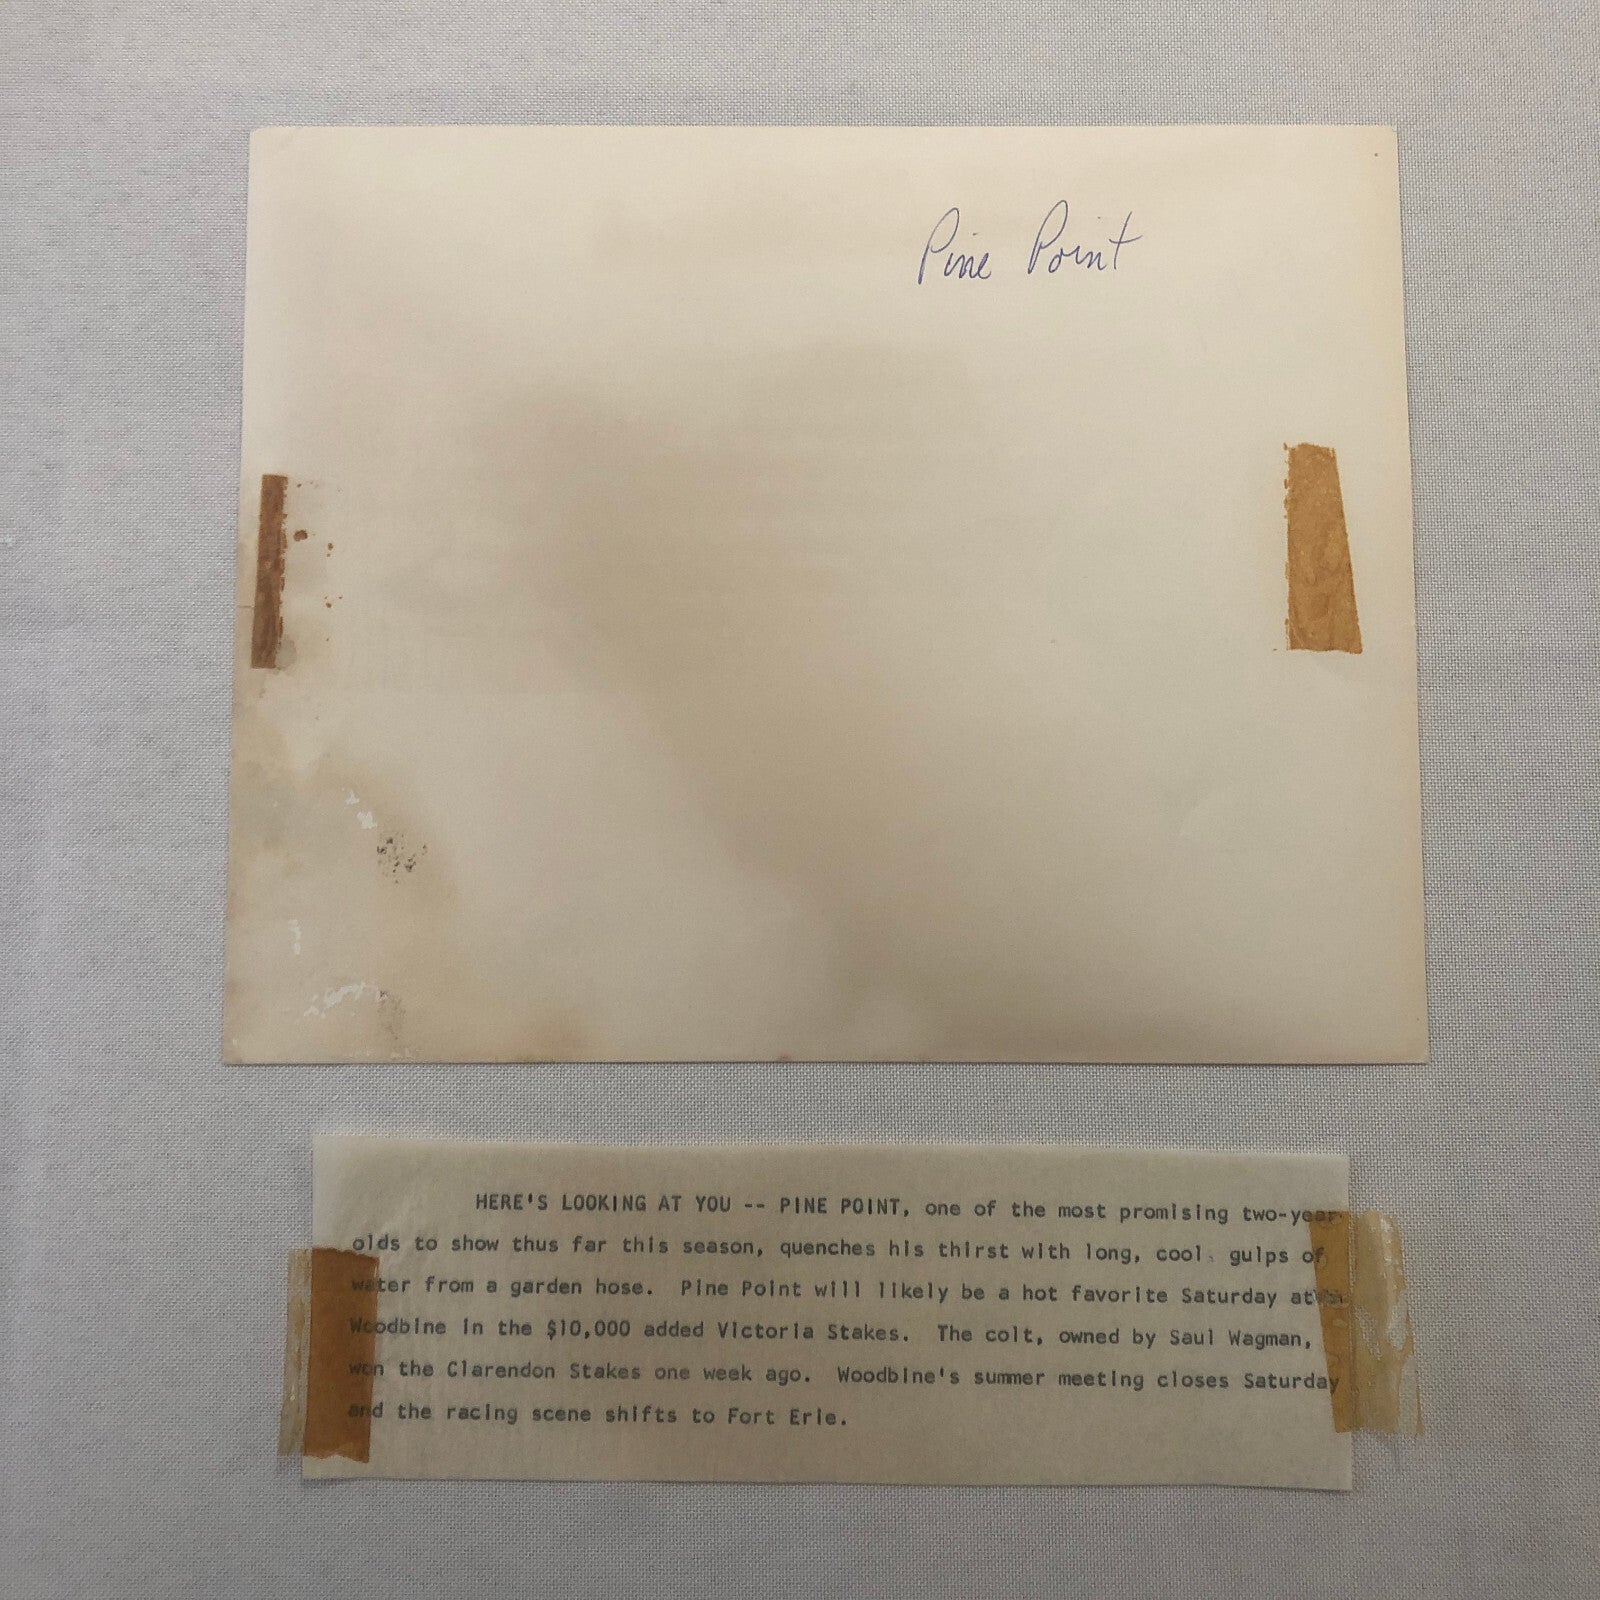 Pine Point
HERE'S LOOKING AT YOU -- PINE POINT, one of the most promising two-year-
olds to show thus far this season, quenches his thirst with long, cool gulps of
water from a garden hose. Pine Point will likely be a hot favorite Saturday at
Woodbine in the $10,000 added Victoria Stakes. The colt, owned by Saul Wagman,
won the Clarendon Stakes one week ago. Woodbine's summer meeting closes Saturday
and the racing scene shifts to Fort Erie.